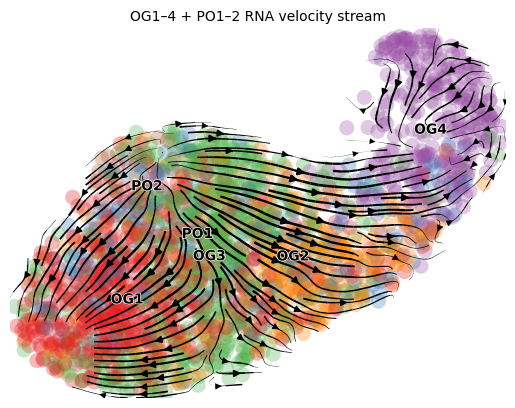 OG1–4 + PO1–2 RNA velocity stream
OG4
PO2
PO1
OG3
OG2
OG1